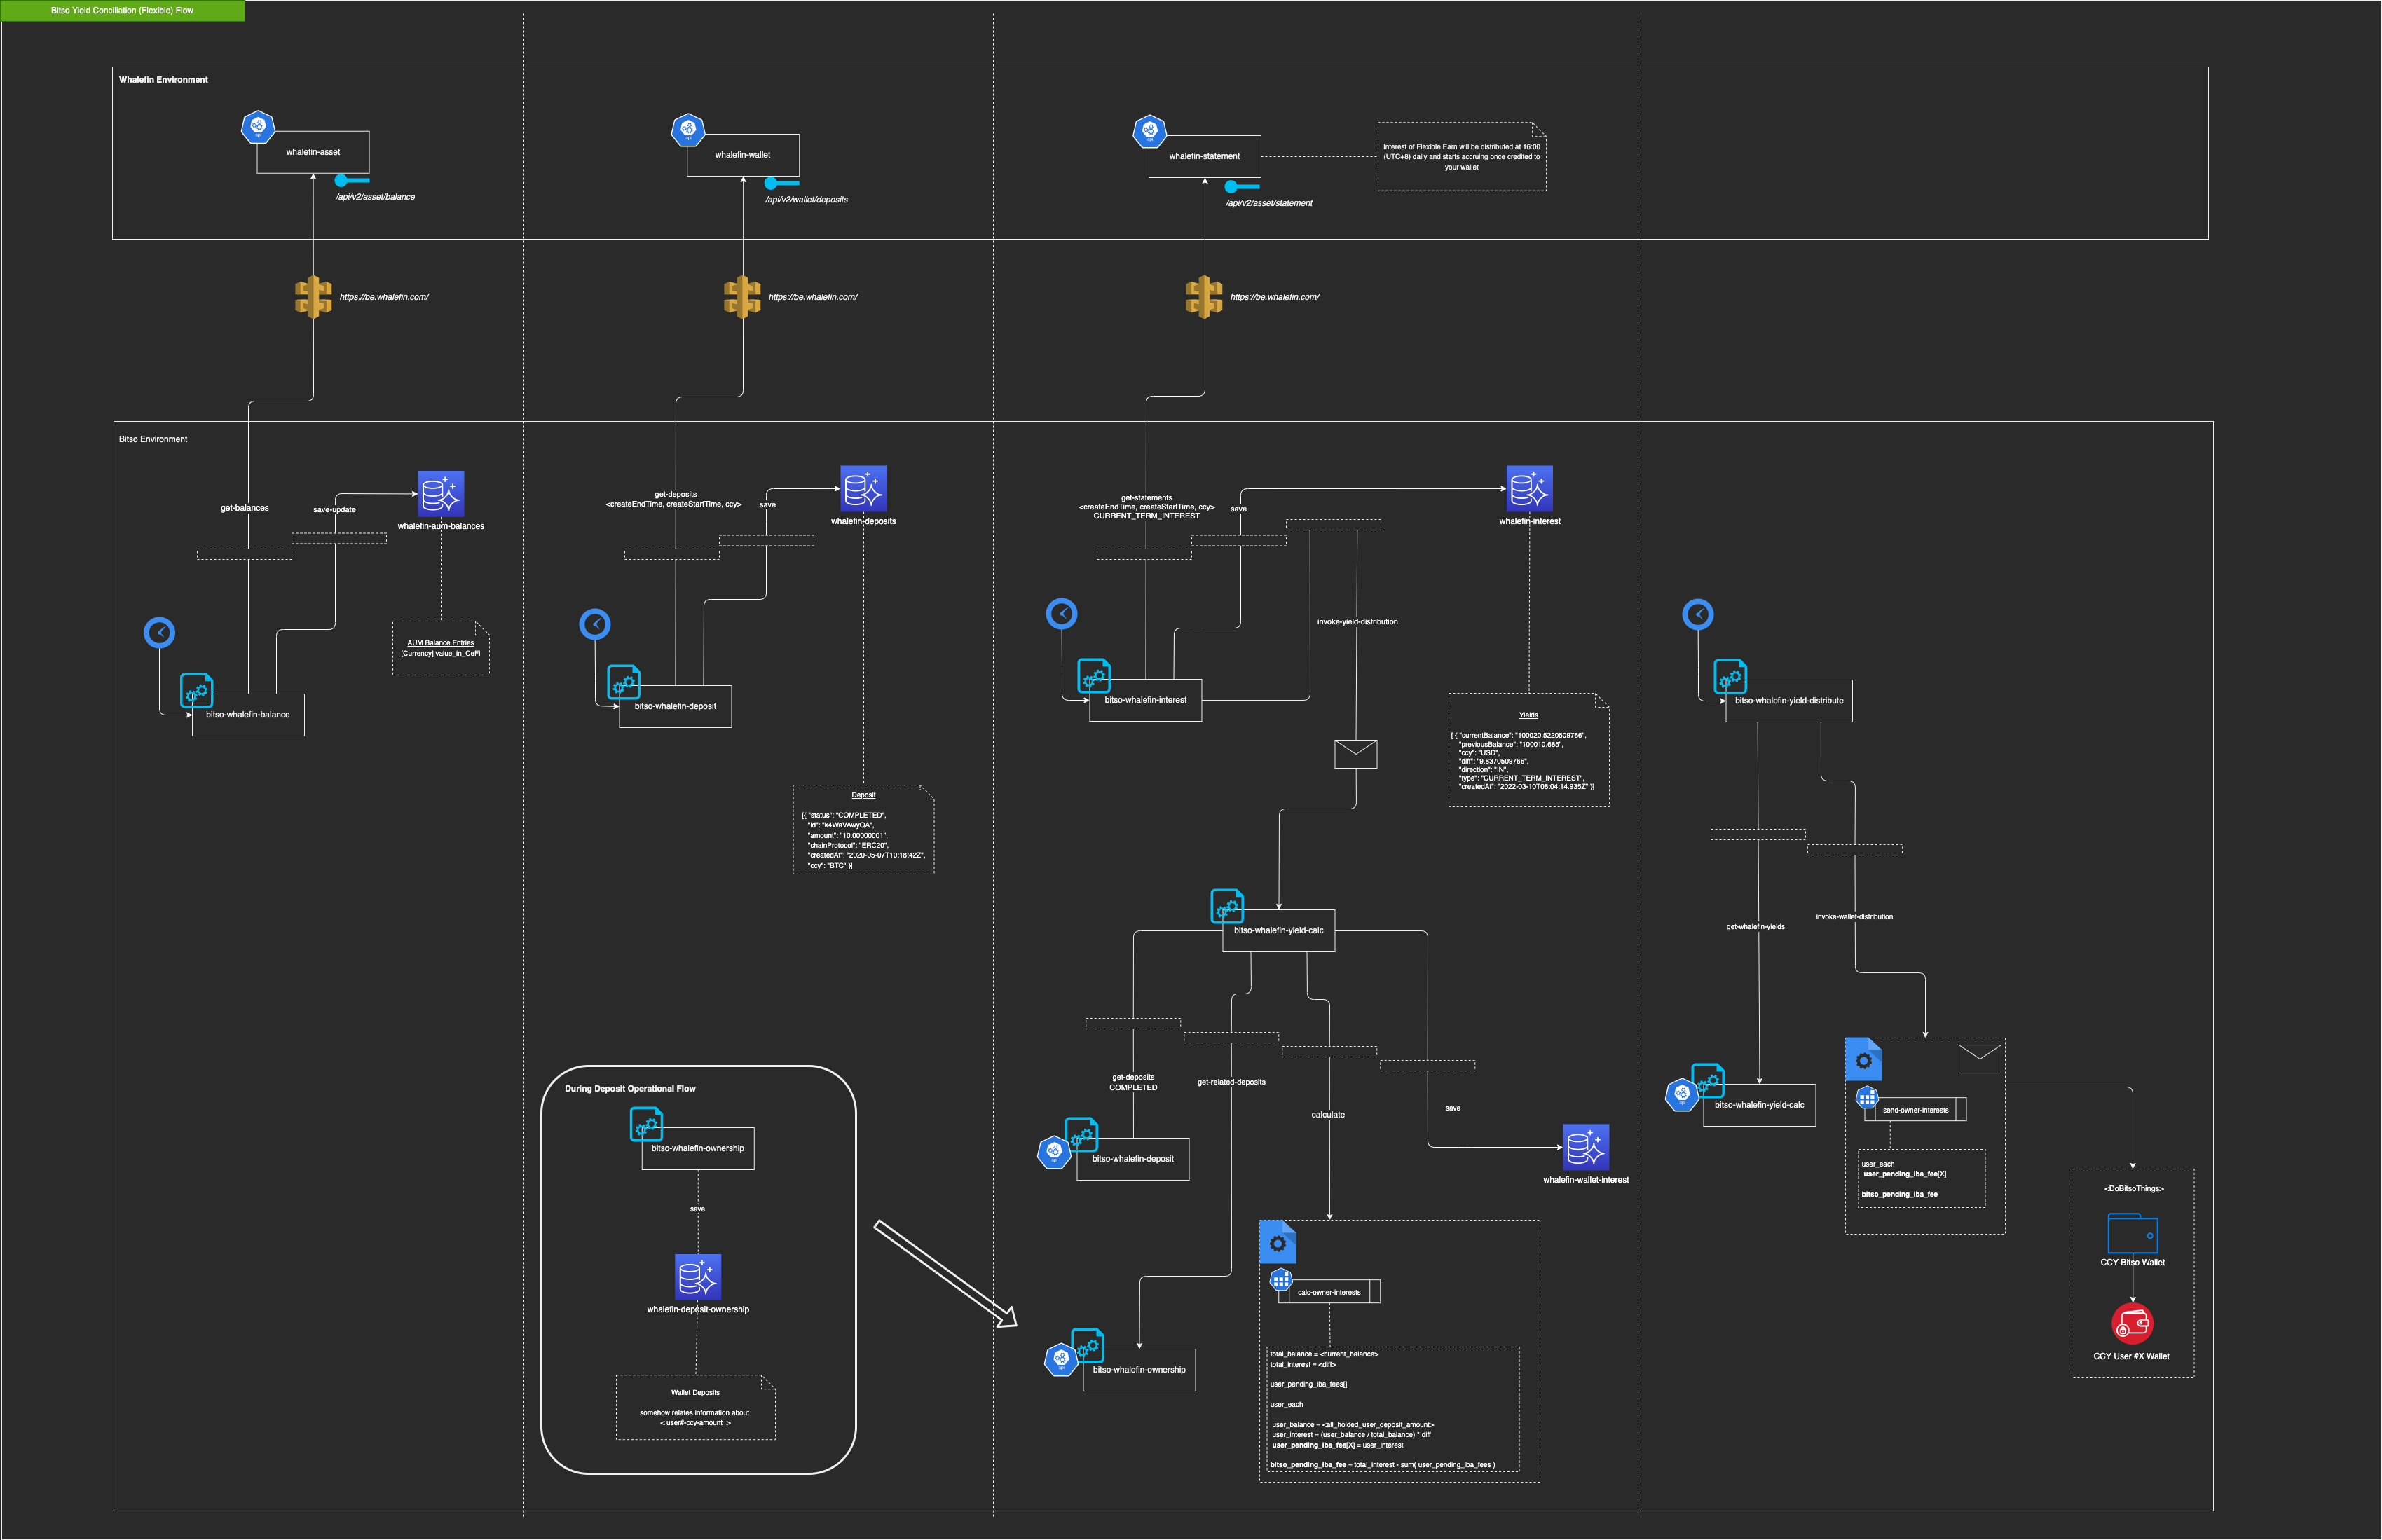 Bitso Yield Conciliation (Flexible) Flow
Whalefin Environment
api
whalefin-asset
/api/v2/asset/balance
api
whalefin-wallet
/api/v2/wallet/deposits
api
whalefin-statement
/api/v2/asset/statement
Interest of Flexible Earn will be distributed at 16:00
(UTC+8) daily and starts accruing once credited to
your wallet
https://be.whalefin.com/
https://be.whalefin.com/
https://be.whalefin.com/
Bitso Environment
get-balances
save-update
whalefin-aum-balances
AUM Balance Entries
[Currency] value_in_CeFi
bitso-whalefin-balance
get-deposits
<createEndTime, createStartTime, ccy>
save
whalefin-deposits
bitso-whalefin-deposit
Deposit
[{ "status": "COMPLETED",
"id": "k4WaVAwyQA",
"amount": "10.00000001",
"chainProtocol": "ERC20",
"createdAt": "2020-05-07T10:18:42Z",
"ccy": "BTC" }]
During Deposit Operational Flow
bitso-whalefin-ownership
save
whalefin-deposit-ownership
Wallet Deposits
somehow relates information about
< user#-ccy-amount >
get-statements
<createEndTime, createStartTime, ccy>
CURRENT_TERM_INTEREST
save
whalefin-interest
invoke-yield-distribution
bitso-whalefin-interest
Yields
[ { "currentBalance": "100020.5220509766",
"previousBalance": "100010.685",
"ccy": "USD",
"diff": "9.8370509766",
"direction": "IN",
"type": "CURRENT_TERM_INTEREST",
"createdAt": "2022-03-10T08:04:14.935Z" }]
bitso-whalefin-yield-calc
get-deposits
COMPLETED
get-related-deposits
calculate
save
api
bitso-whalefin-deposit
whalefin-wallet-interest
api
bitso-whalefin-ownership
calc-owner-interests
total_balance = <current_balance>
total_interest = <diff>
user_pending_iba_fees[]
user_each
user_balance = <all_holded_user_deposit_amount>
user_interest = (user_balance / total_balance) * diff
user_pending_iba_fee[X] = user_interest
bitso_pending_iba_fee = total_interest - sum( user_pending_iba_fees )
bitso-whalefin-yield-distribute
get-whalefin-yields
invoke-wallet-distribution
api
bitso-whalefin-yield-calc
send-owner-interests
user_each
user_pending_iba_fee[X]
bitso_pending_iba_fee
<DoBitsoThings>
CCY Bitso Wallet
CCY User #X Wallet